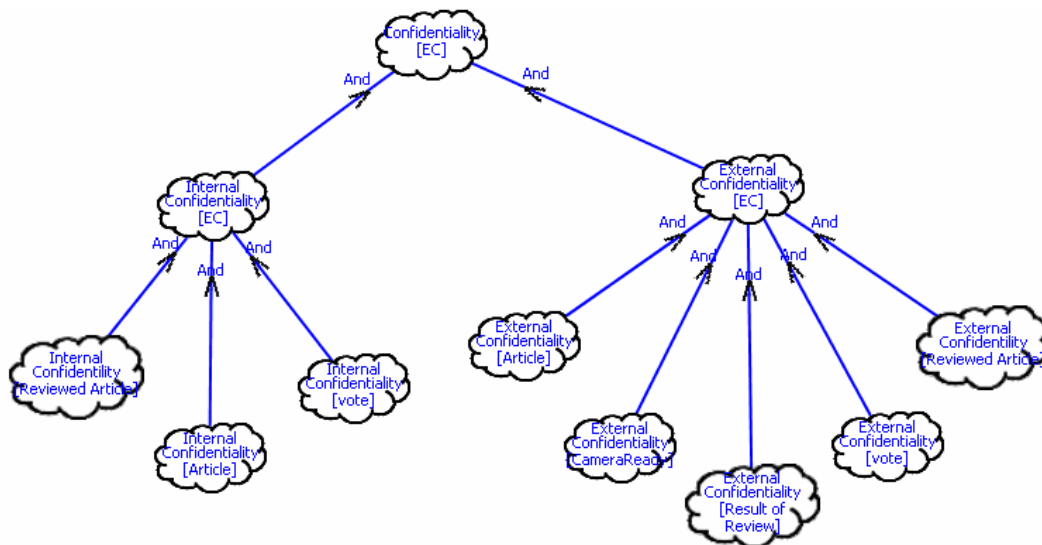 Confidentiality
[EC]
And
And
Internal
Confidentiality
[EC]
External
Confidentiality
[EC]
And
And
And
And
And
And
And
And
Internal
Confidentility
[Reviewed Article]
Internal
Confidentiality
[vote]
Internal
Confidentiality
[Article]
External
Confidentiality
[Article]
External
Confidentility
[Reviewed Article]
External
Confidentiality
[CameraReady]
External
Confidentiality
[vote]
External
Confidentiality
[Result of
Review]